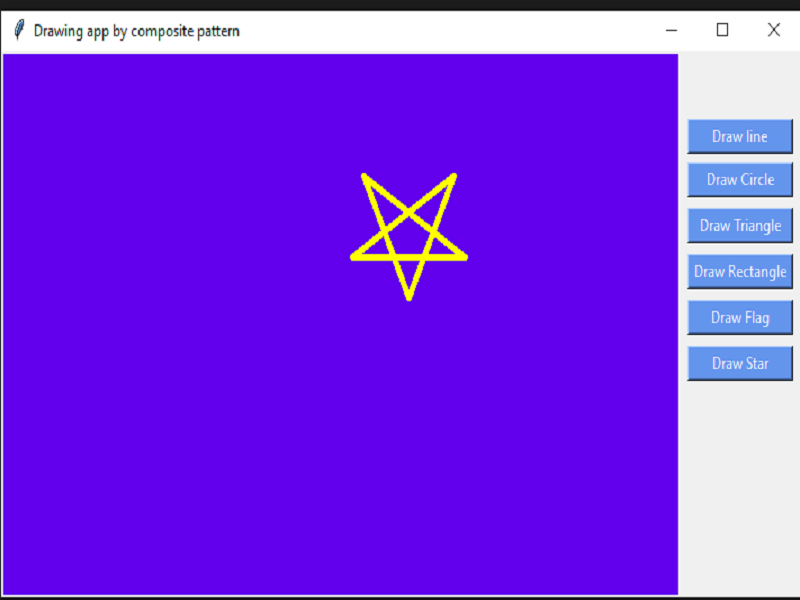 Drawing app by composite pattern
Draw line
Draw Circle
Draw Triangle
Draw Rectangle
Draw Flag
Draw Star